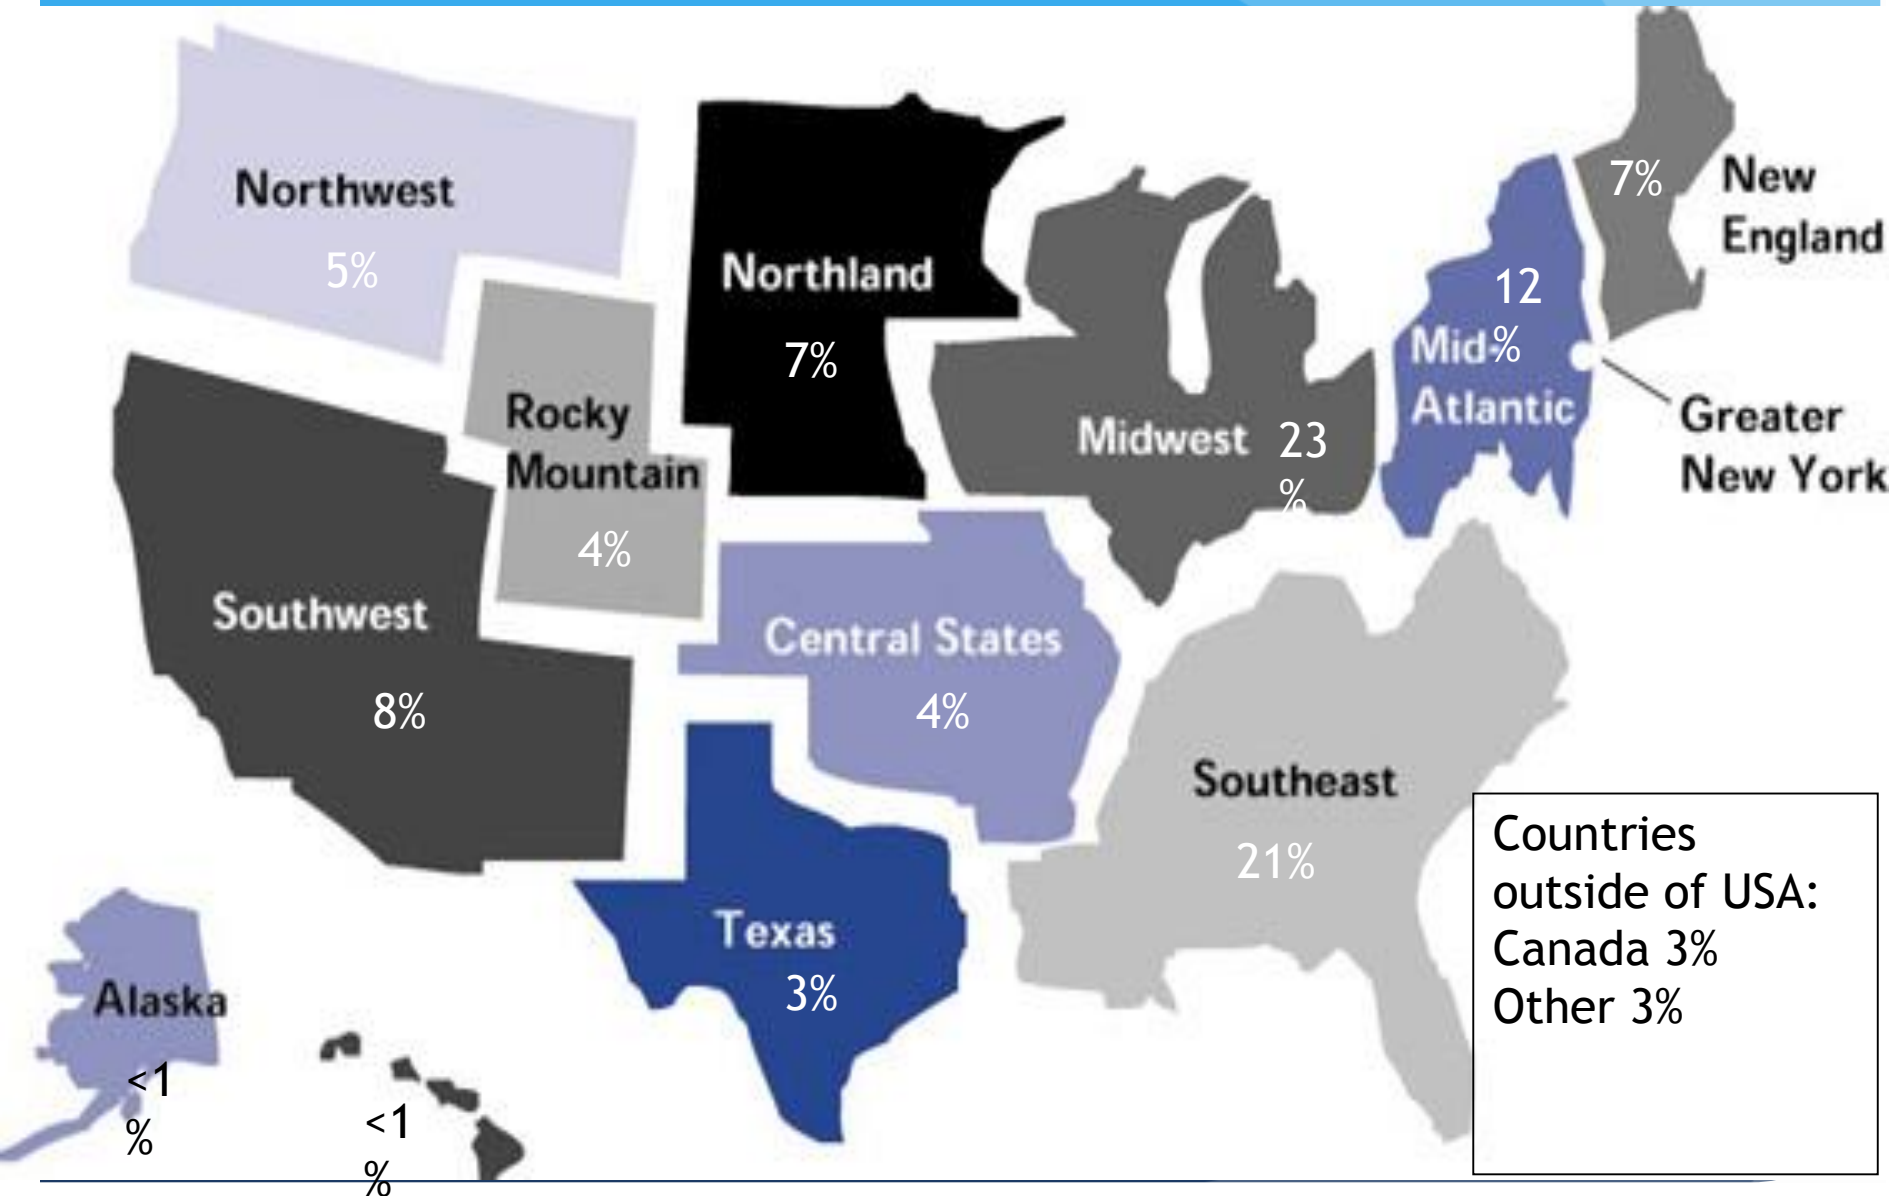 Northwest
5%
Northland
7%
7%
New
England
12
%
Mid-
Atlantic
Greater
New York
Rocky
Mountain
4%
Midwest
23
%
Southwest
8%
Central States
4%
Southeast
21%
Texas
3%
Alaska
<1
%
<1
%
Countries
outside of USA:
Canada 3%
Other 3%